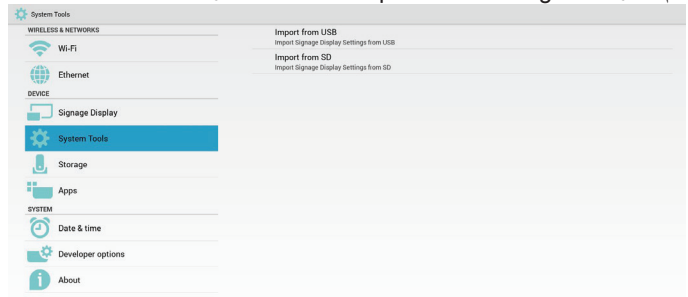 System Tools
WIRELESS & NETWORKS
Wi-Fi
Ethernet
DEVICE
Signage Display
System Tools
Storage
Apps
SYSTEM
Date & time
Developer options
About
Import from USB
Import Signage Display Settings from USB
Import from SD
Import Signage Display Settings from SD